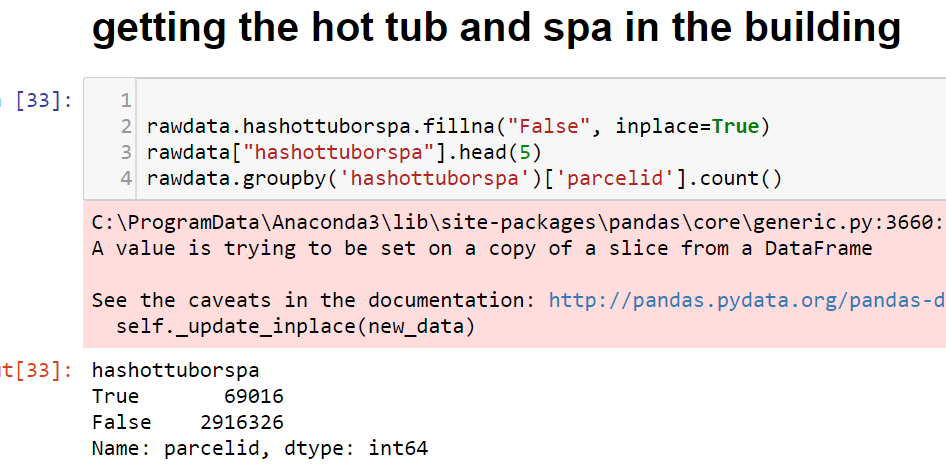 getting the hot tub and spa in the building
[33]:
1
2 rawdata.hashottuborspa.fillna("False", inplace=True)
3 rawdata["hashottuborspa"].head(5)
4 rawdata.groupby('hashottuborspa')['parcelid'].count()
C:\ProgramData\Anaconda3\lib\site-packages\pandas\core\generic.py:3660:
A value is trying to be set on a copy of a slice from a DataFrame
See the caveats in the documentation: http://pandas.pydata.org/pandas-d
self._update_inplace(new_data)
t[33]: hashottuborspa
True 69016
False 2916326
Name: parcelid, dtype: int64